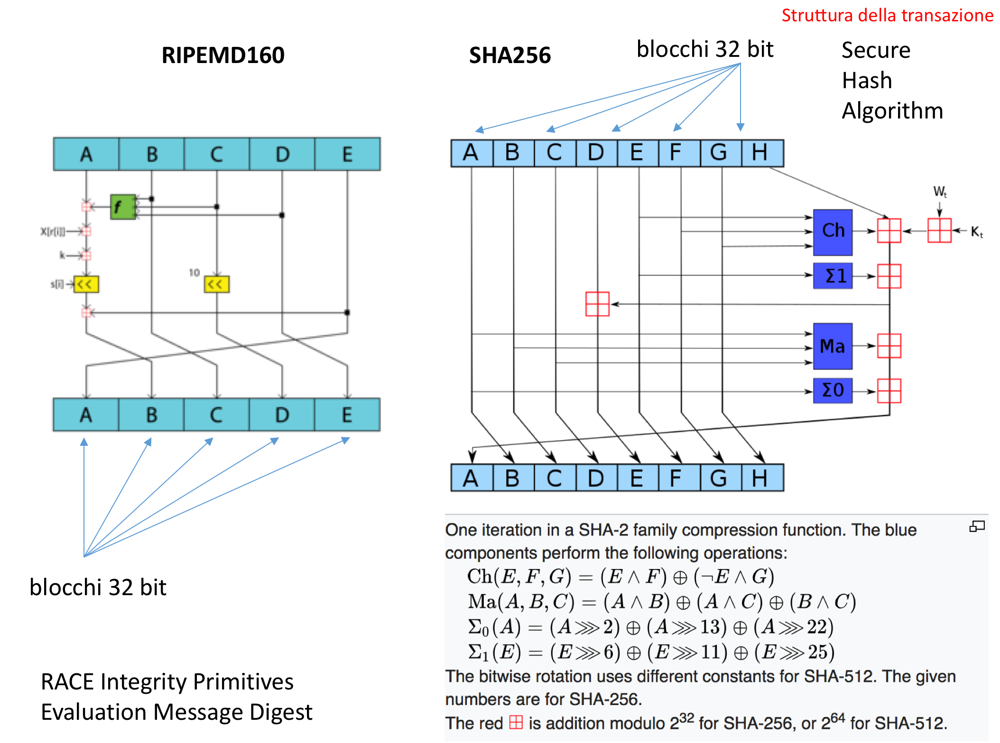 Struttura della transazione
RIPEMD160
SHA256
blocchi 32 bit
Secure
Hash
Algorithm
A B C D E
f
X[r[i]]
k
10
s[i]
<<
<<
A B C D E
blocchi 32 bit
RACE Integrity Primitives
Evaluation Message Digest
A B C D E F G H
Wₜ
Ch
Kₜ
Σ1
Ma
Σ0
A B C D E F G H
One iteration in a SHA-2 family compression function. The blue
components perform the following operations:
Ch(E, F, G) = (E ∧ F) ⊕ (¬E ∧ G)
Ma(A, B, C) = (A ∧ B) ⊕ (A ∧ C) ⊕ (B ∧ C)
Σ₀(A) = (A⋙2) ⊕ (A⋙13) ⊕ (A⋙22)
Σ₁(E) = (E⋙6) ⊕ (E⋙11) ⊕ (E⋙25)
The bitwise rotation uses different constants for SHA-512. The given
numbers are for SHA-256.
The red ⊞ is addition modulo 2³² for SHA-256, or 2⁶⁴ for SHA-512.